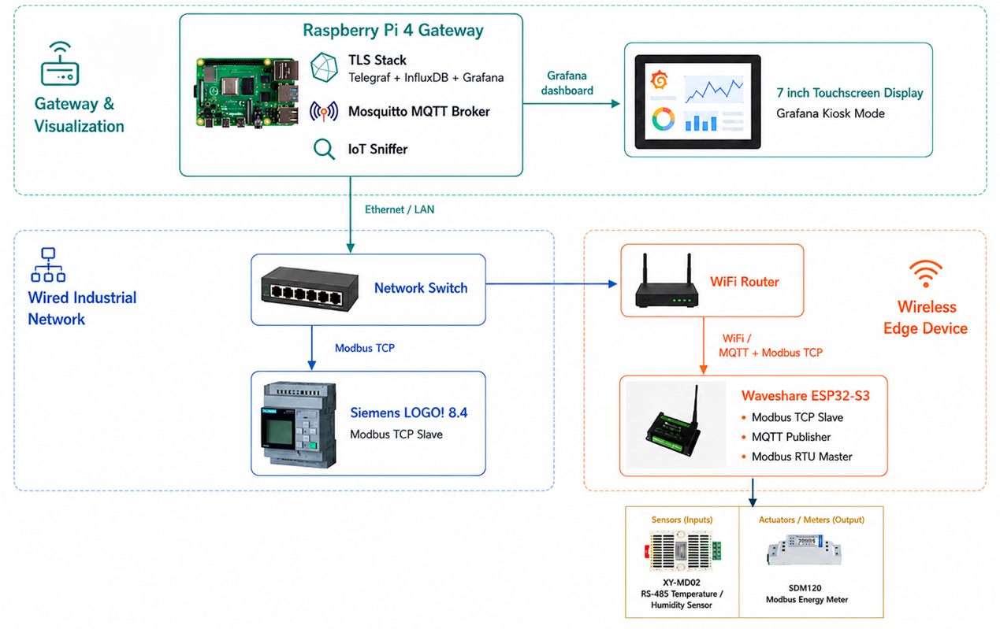 Raspberry Pi 4 Gateway
TLS Stack
Telegraf + InfluxDB + Grafana
Mosquitto MQTT Broker
IoT Sniffer
Gateway &
Visualization
Grafana
dashboard
7 inch Touchscreen Display
Grafana Kiosk Mode
Ethernet / LAN
Wired Industrial
Network
Network Switch
Modbus TCP
Siemens LOGO! 8.4
Modbus TCP Slave
WiFi Router
Wireless
Edge Device
WiFi /
MQTT + Modbus TCP
Waveshare ESP32-S3
• Modbus TCP Slave
• MQTT Publisher
• Modbus RTU Master
Sensors (Inputs)
XY-MD02
RS-485 Temperature /
Humidity Sensor
Actuators / Meters (Output)
SDM120
Modbus Energy Meter